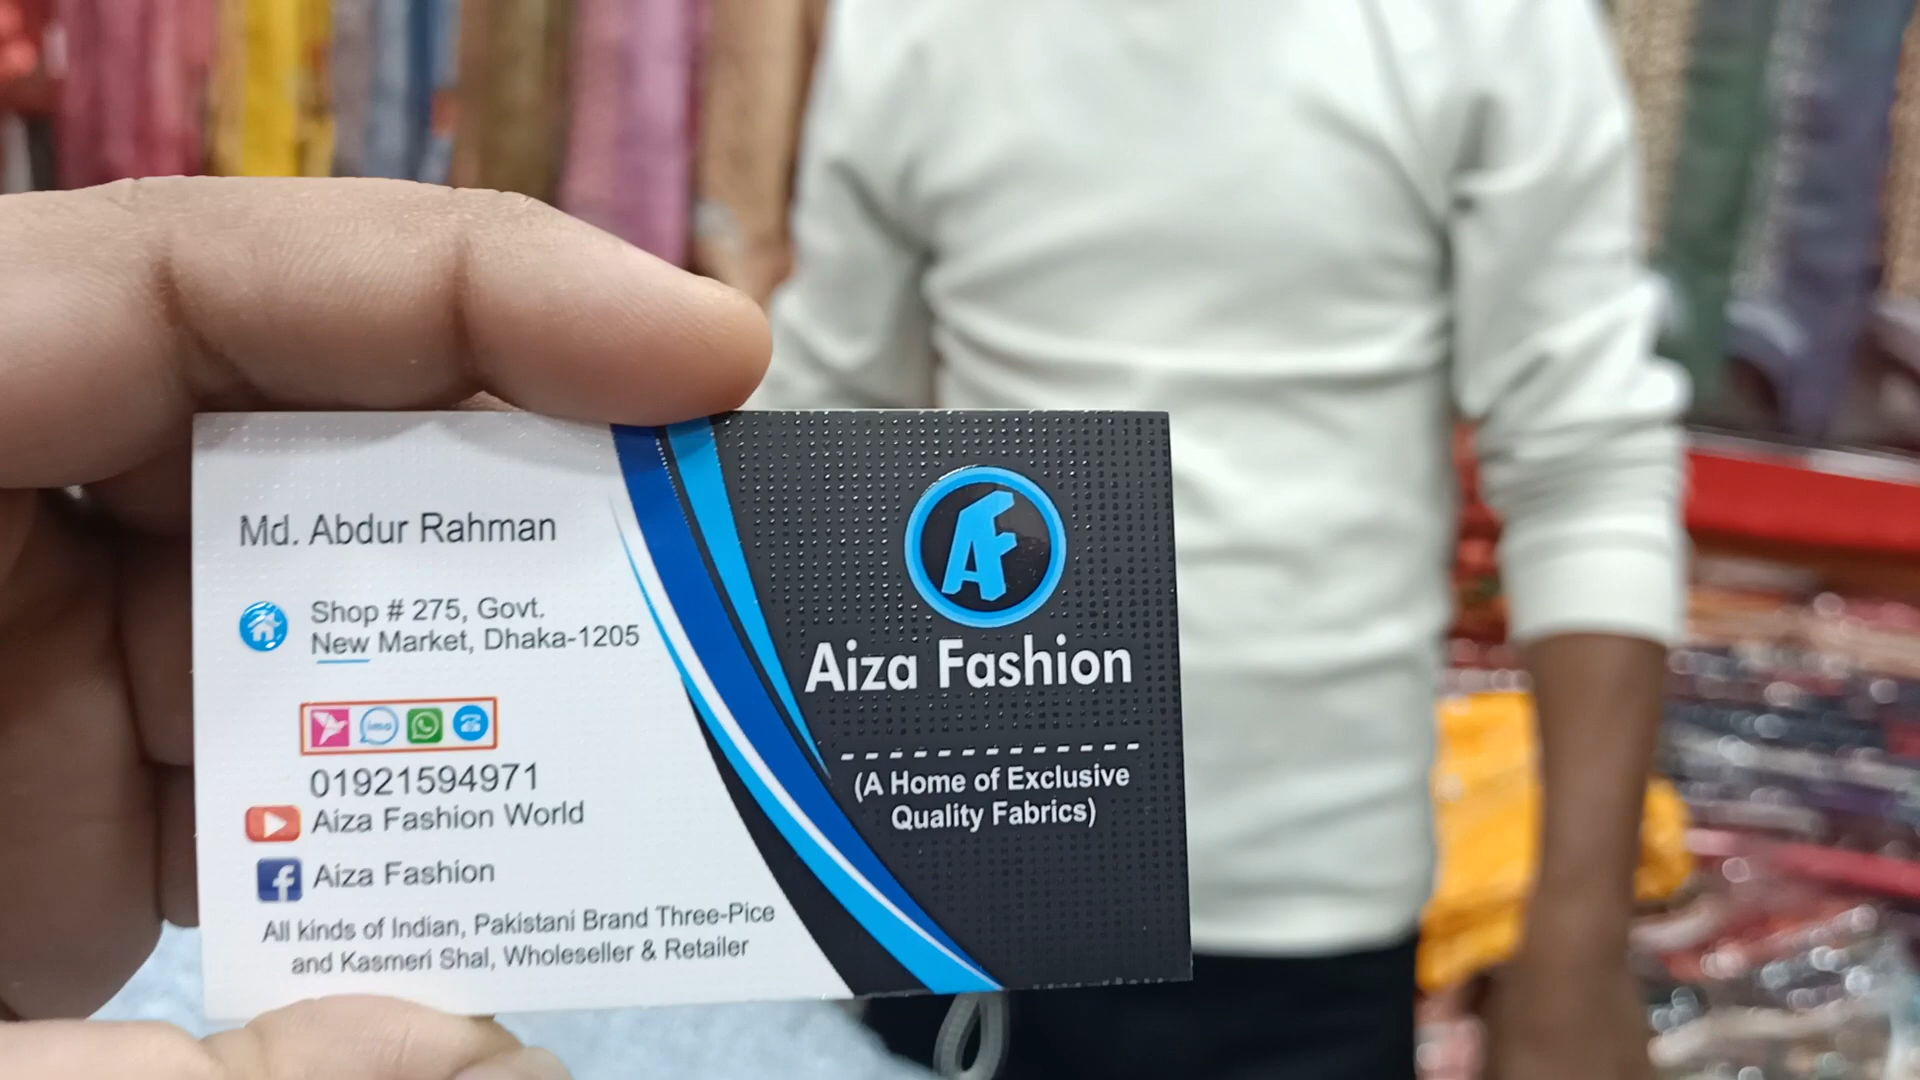 Md. Abdur Rahman
Shop # 275, Govt.
New Market, Dhaka-1205
imo
01921594971
Aiza Fashion World
f Aiza Fashion
All kinds of Indian, Pakistani Brand Three-Pice
and Kasmeri Shal, Wholeseller & Retailer
AF
Aiza Fashion
(A Home of Exclusive
Quality Fabrics)